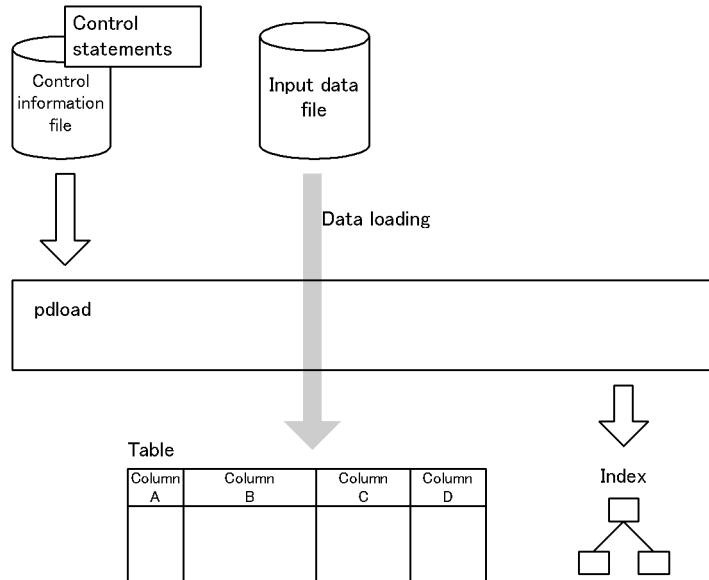 Control
statements
Control
information
file
Input data
file
Data loading
pdload
Table
Column
A
Column
B
Column
C
Column
D
Index